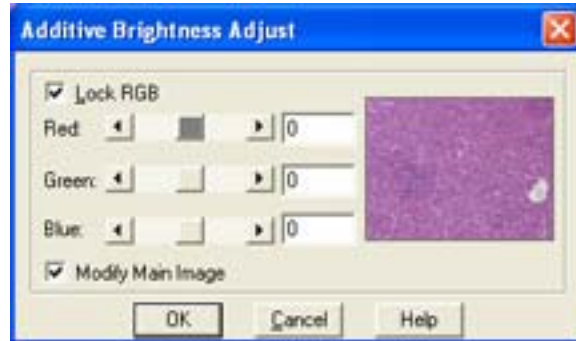 Additive Brightness Adjust
Lock RGB
Red: 0
Green: 0
Blue: 0
Modify Main Image
OK Cancel Help